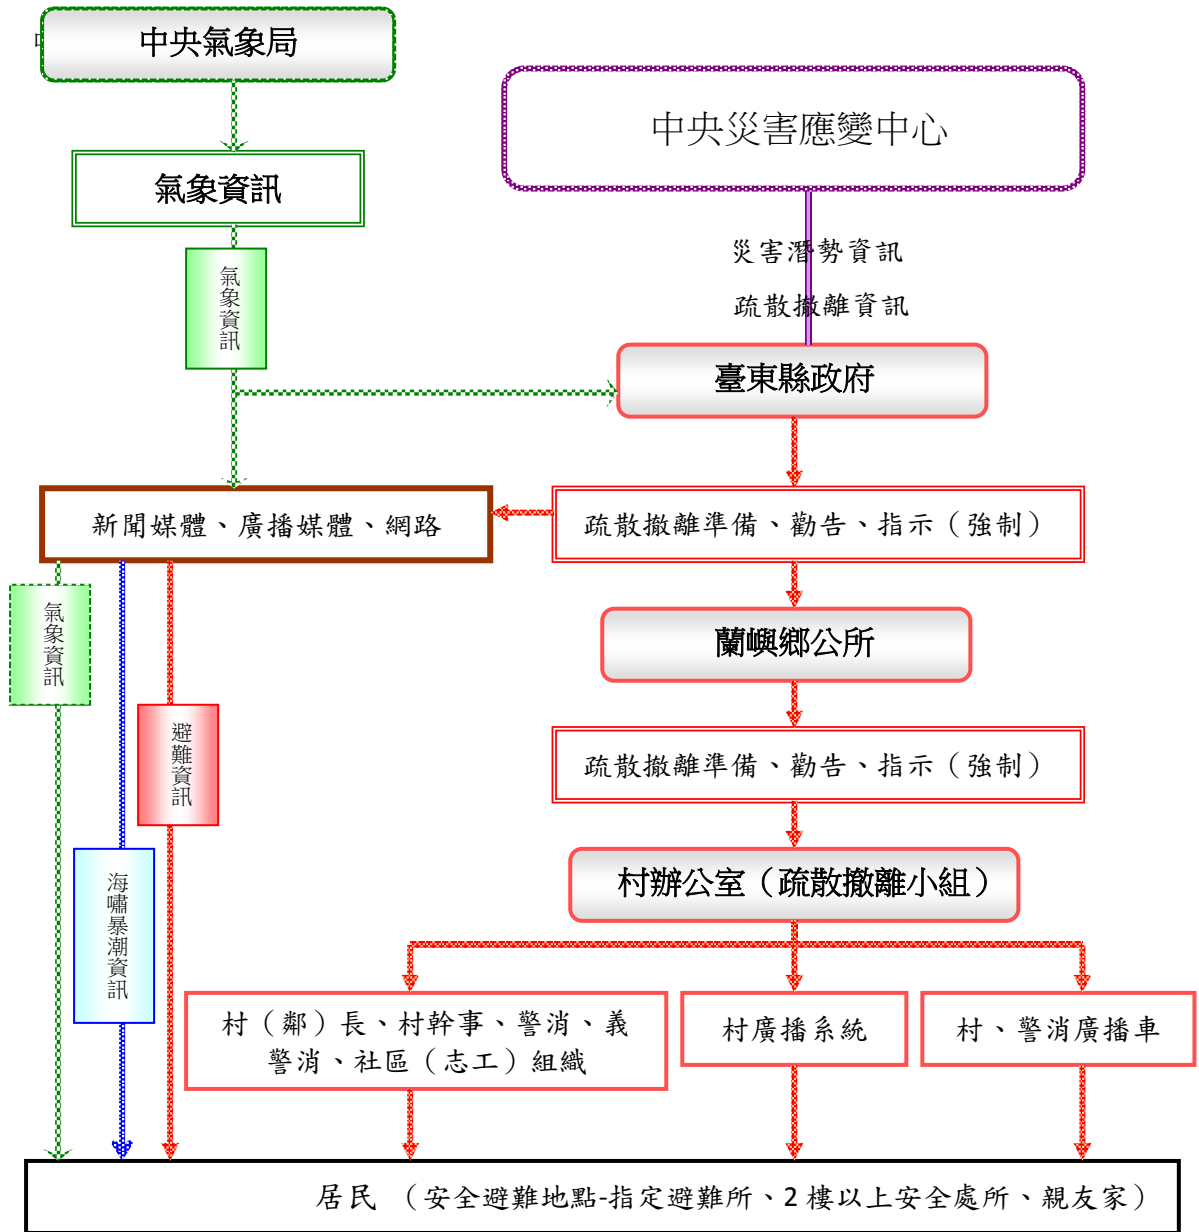 中央氣象局
中央災害應變中心
氣象資訊
災害潛勢資訊
疏散撤離資訊
氣象資訊
臺東縣政府
新聞媒體、廣播媒體、網路
疏散撤離準備、勸告、指示（強制）
氣象資訊
蘭嶼鄉公所
避難資訊
疏散撤離準備、勸告、指示（強制）
海嘯暴潮資訊
村辦公室（疏散撤離小組）
村（鄰）長、村幹事、警消、義
警消、社區（志工）組織
村廣播系統
村、警消廣播車
居民 （安全避難地點-指定避難所、2 樓以上安全處所、親友家）